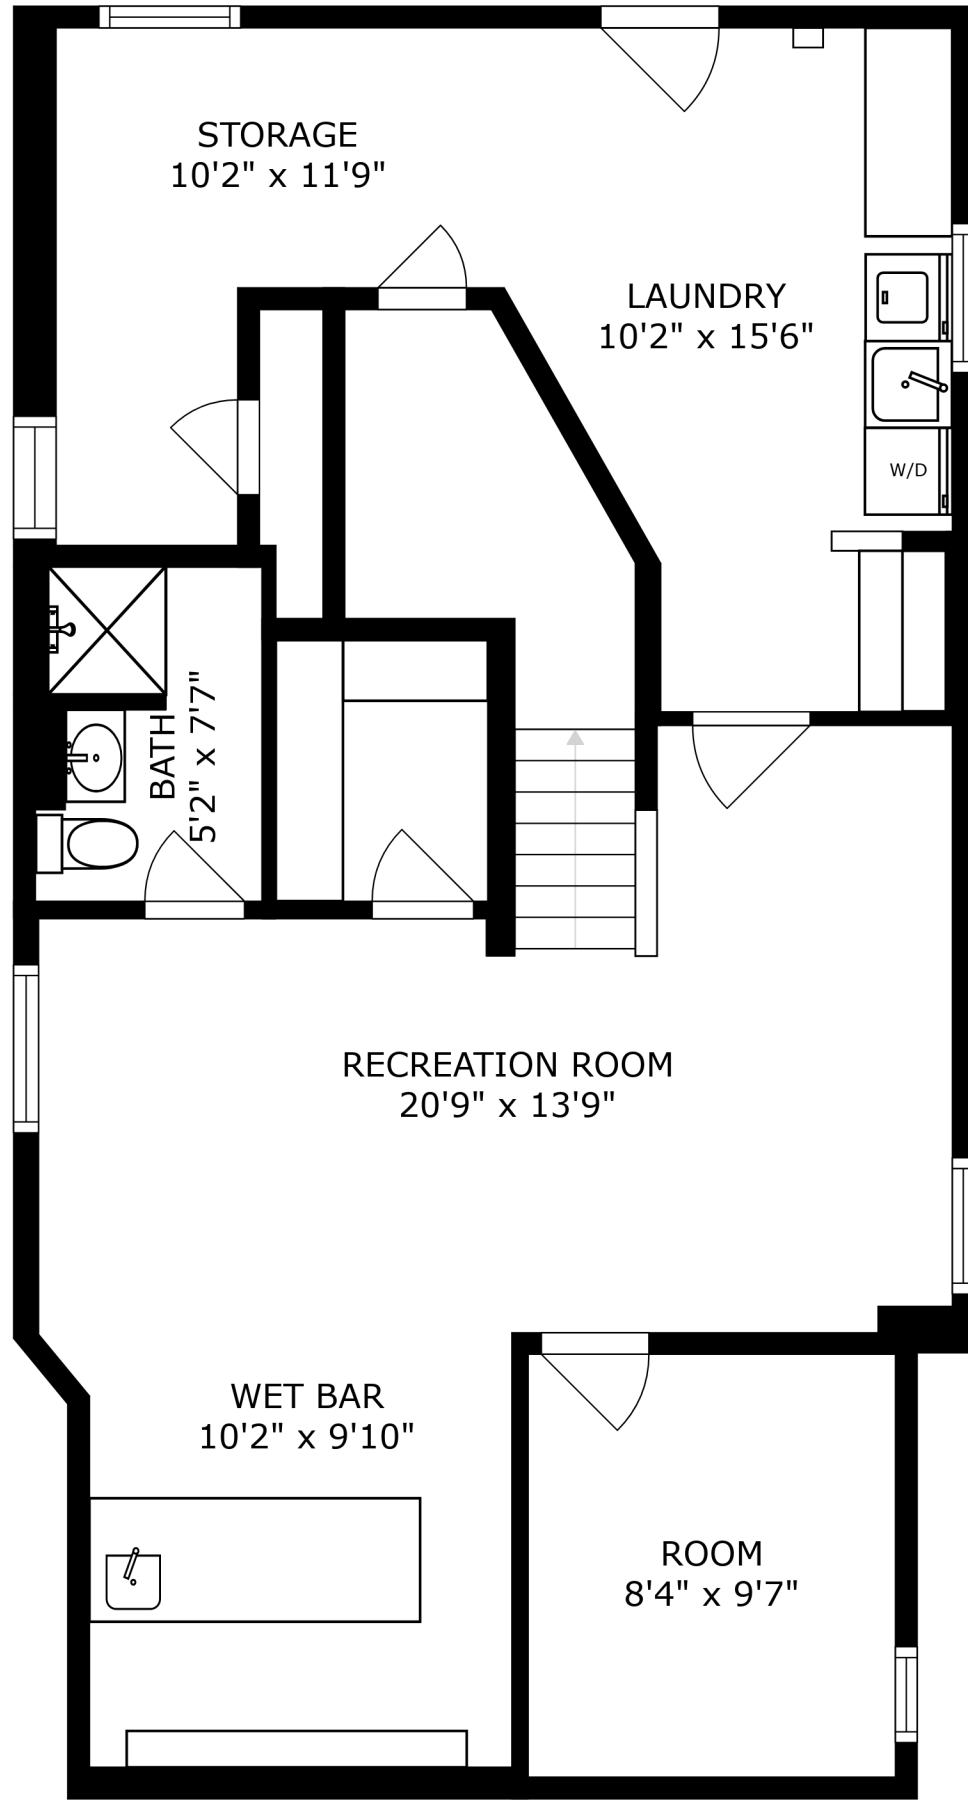 STORAGE
10'2" x 11'9"
LAUNDRY
10'2" x 15'6"
W/D
BATH
5'2" x 7'7"
RECREATION ROOM
20'9" x 13'9"
WET BAR
10'2" x 9'10"
ROOM
8'4" x 9'7"